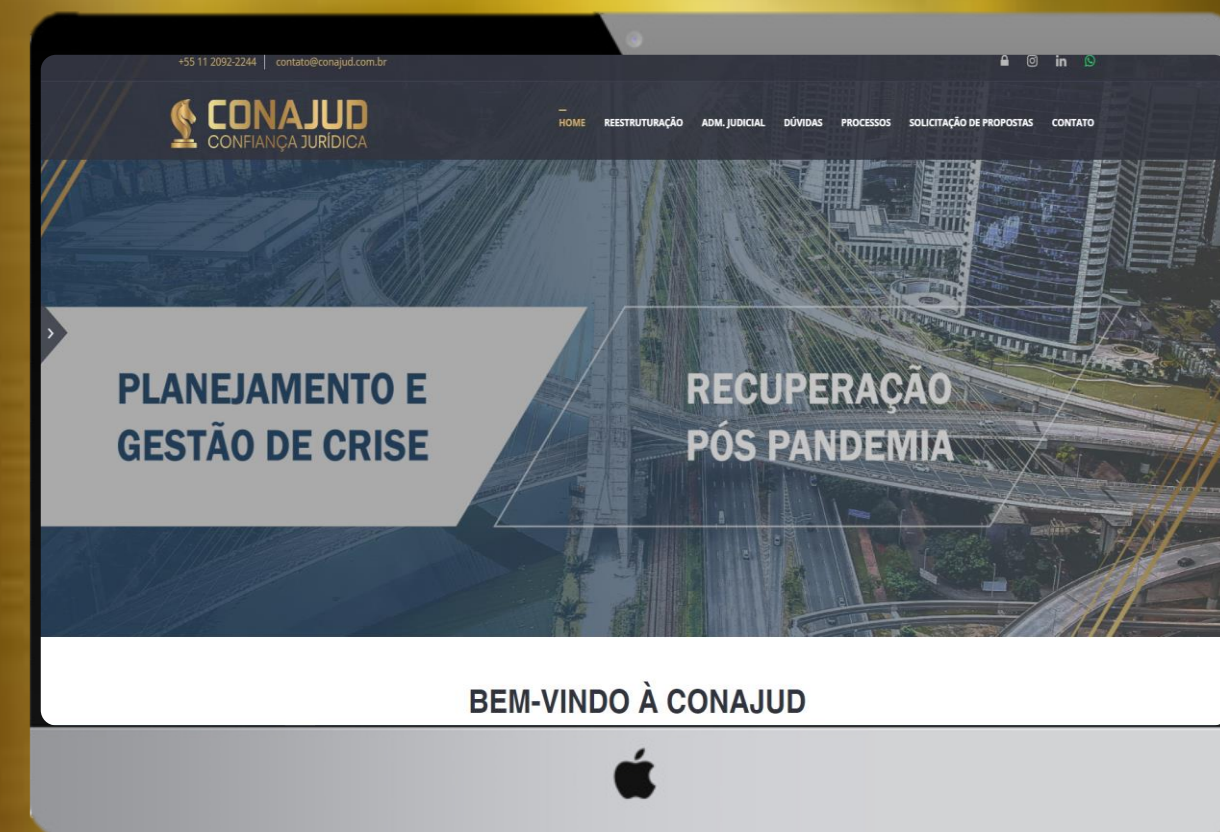 +55 11 2092-2244 | contato@conajud.com.br
CONAJUD
CONFIANÇA JURÍDICA
HOME REESTRUTURAÇÃO ADM. JUDICIAL DÚVIDAS PROCESSOS SOLICITAÇÃO DE PROPOSTAS CONTATO
PLANEJAMENTO E
GESTÃO DE CRISE
RECUPERAÇÃO
PÓS PANDEMIA
BEM-VINDO À CONAJUD